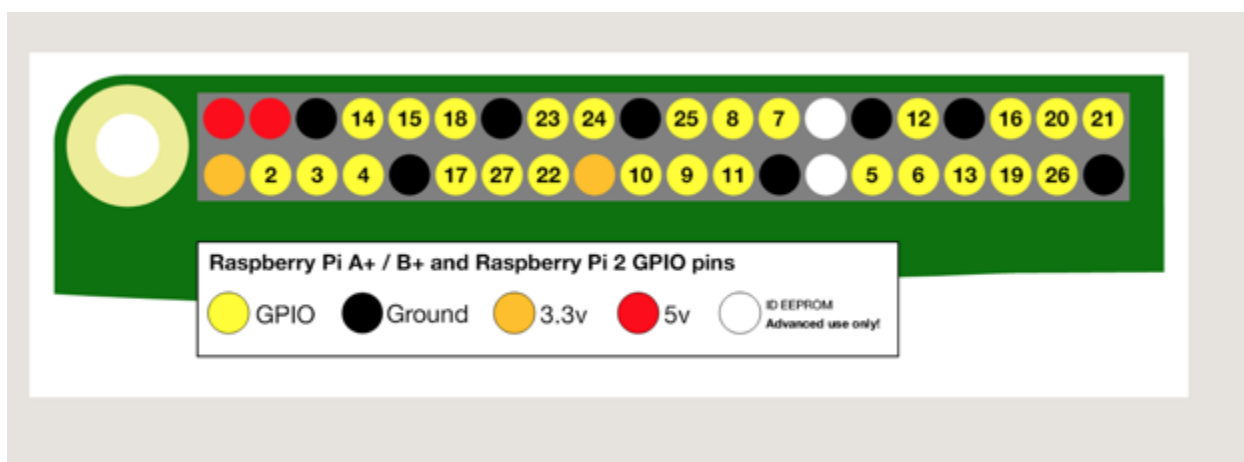 14 15 18 23 24 25 8 7 12 16 20 21
2 3 4 17 27 22 10 9 11 5 6 13 19 26
Raspberry Pi A+ / B+ and Raspberry Pi 2 GPIO pins
GPIO Ground 3.3v 5v ID EEPROM
Advanced use only!